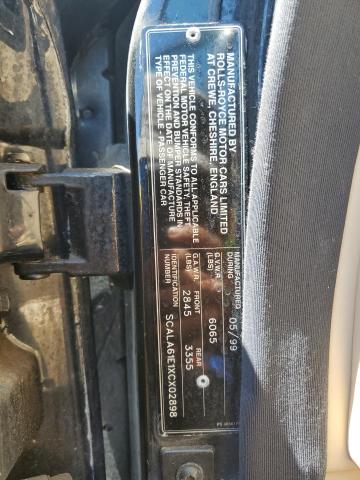 MANUFACTURED BY
ROLLS-ROYCE MOTOR CARS LIMITED
AT CREWE, CHESHIRE, ENGLAND
THIS VEHICLE CONFORMS TO ALL APPLICABLE
FEDERAL MOTOR VEHICLE SAFETY, THEFT
PREVENTION AND BUMPER STANDARDS IN
EFFECT ON THE DATE OF MANUFACTURE
TYPE OF VEHICLE - PASSENGER CAR
MANUFACTURED
DURING 05/99
G.V.W.R.
(LBS) 6065
G.A.W.R. FRONT REAR
(LBS) 2845 3355
IDENTIFICATION
NUMBER SCALA61E1XCX02898